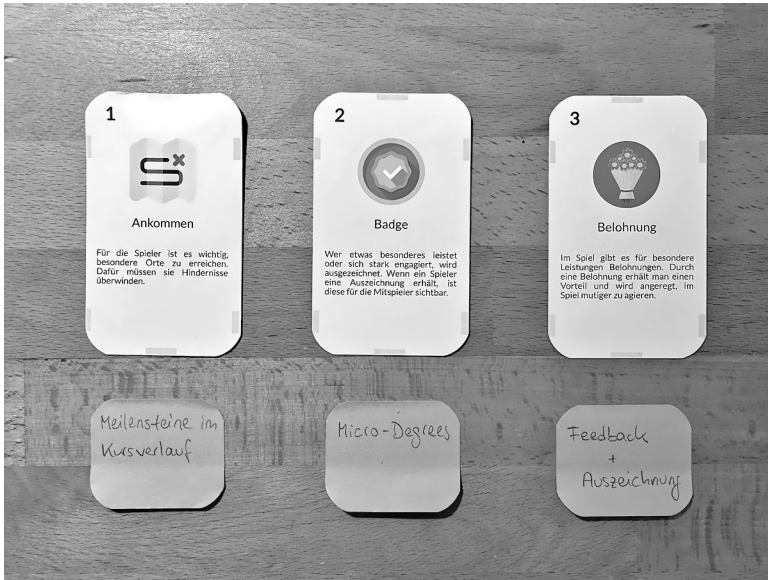 1
Ankommen
Für die Spieler ist es wichtig,
besondere Orte zu erreichen.
Dafür müssen sie Hindernisse
überwinden.
2
Badge
Wer etwas besonderes leistet
oder sich stark engagiert, wird
ausgezeichnet. Wenn ein Spieler
eine Auszeichnung erhält, ist
diese für die Mitspieler sichtbar.
3
Belohnung
Im Spiel gibt es für besondere
Leistungen Belohnungen. Durch
eine Belohnung erhält man einen
Vorteil und wird angeregt, im
Spiel mutiger zu agieren.
Meilensteine im
Kursverlauf
Micro-Degrees
Feedback
+
Auszeichnung